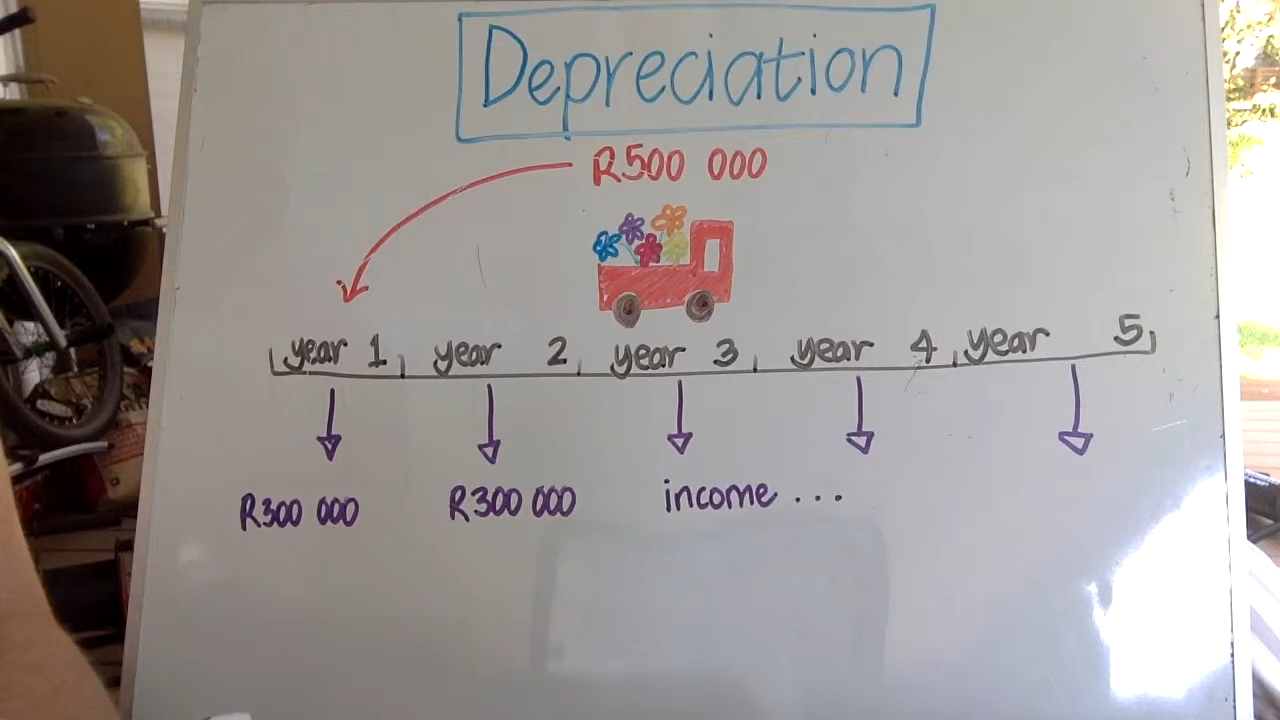 Depreciation
R500 000
year 1 year 2 year 3 year 4 year 5
R300 000 R300 000 income ...